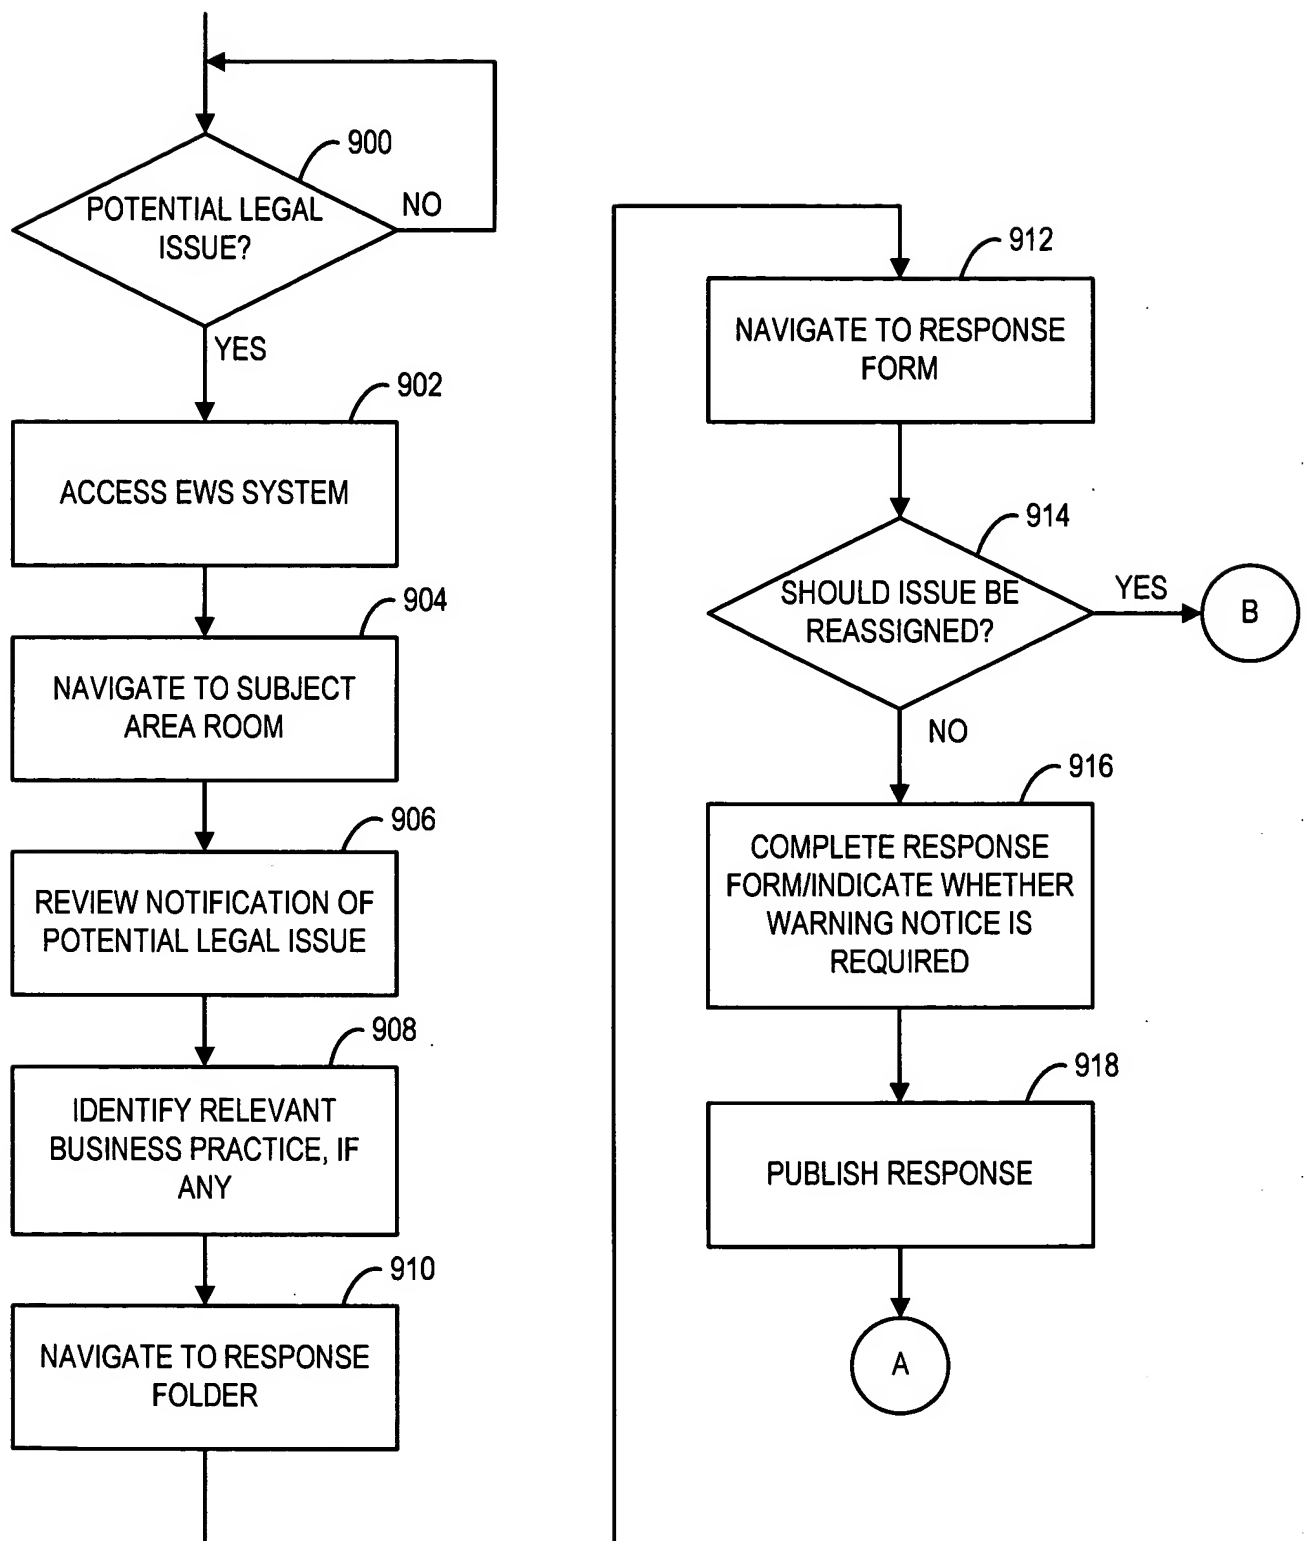 900
POTENTIAL LEGAL
ISSUE?
NO
YES
902
ACCESS EWS SYSTEM
904
NAVIGATE TO SUBJECT
AREA ROOM
906
REVIEW NOTIFICATION OF
POTENTIAL LEGAL ISSUE
908
IDENTIFY RELEVANT
BUSINESS PRACTICE, IF
ANY
910
NAVIGATE TO RESPONSE
FOLDER
912
NAVIGATE TO RESPONSE
FORM
914
SHOULD ISSUE BE
REASSIGNED?
YES
B
NO
916
COMPLETE RESPONSE
FORM/INDICATE WHETHER
WARNING NOTICE IS
REQUIRED
918
PUBLISH RESPONSE
A